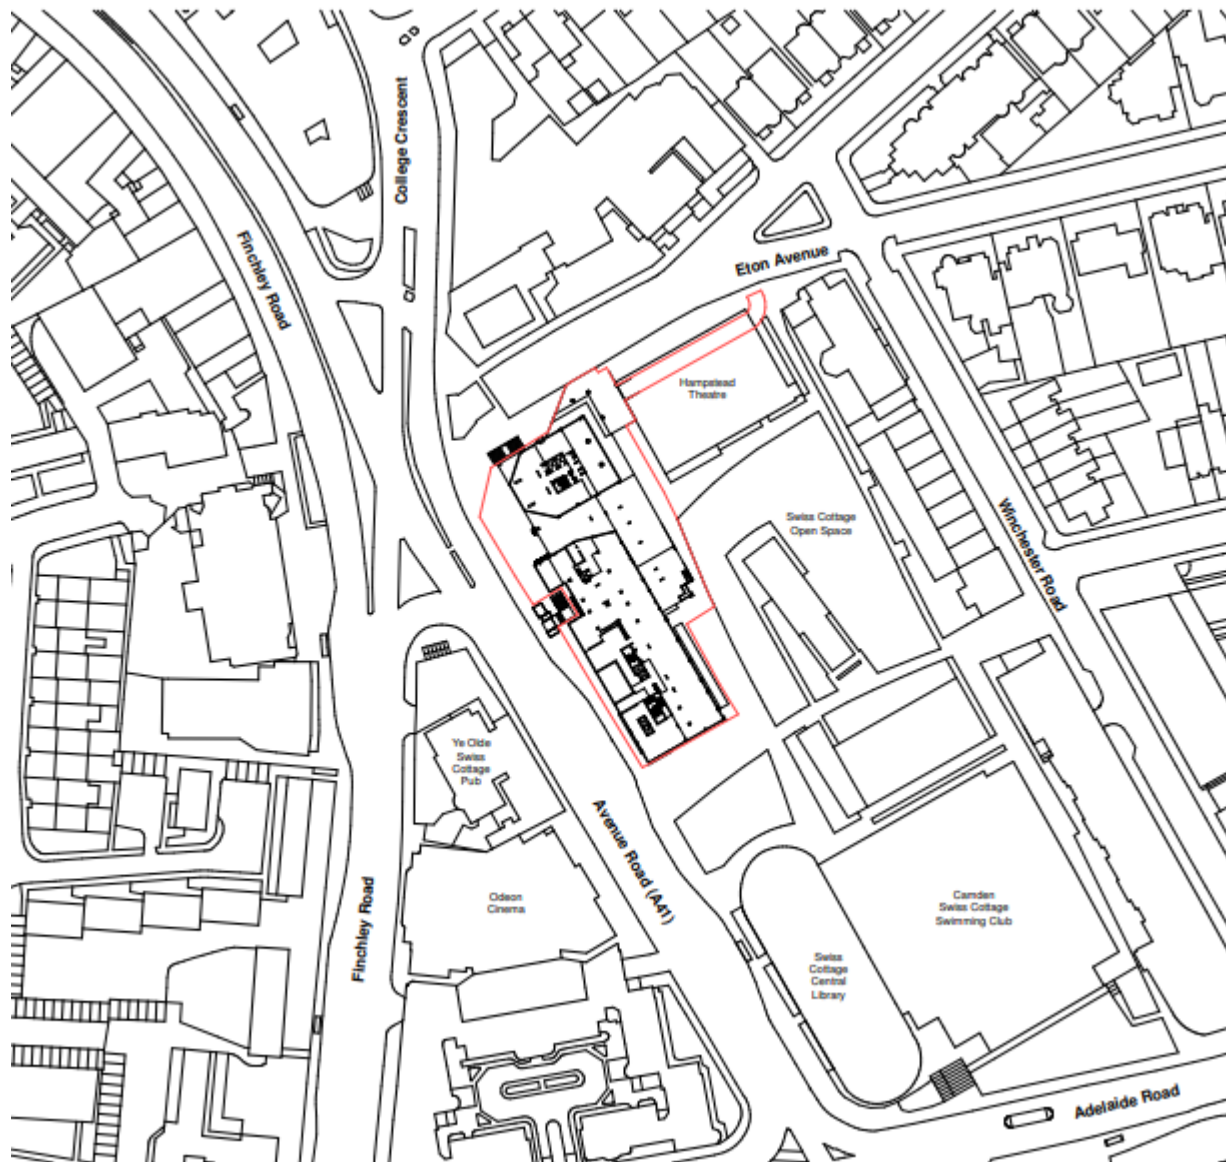 College Crescent
Finchley Road
Eton Avenue
Hampstead
Theatre
Swiss Cottage
Open Space
Winchester Road
Ye Olde
Swiss
Cottage
Pub
Avenue Road (A41)
Odeon
Cinema
Finchley Road
Camden
Swiss Cottage
Swimming Club
Swiss
Cottage
Central
Library
Adelaide Road